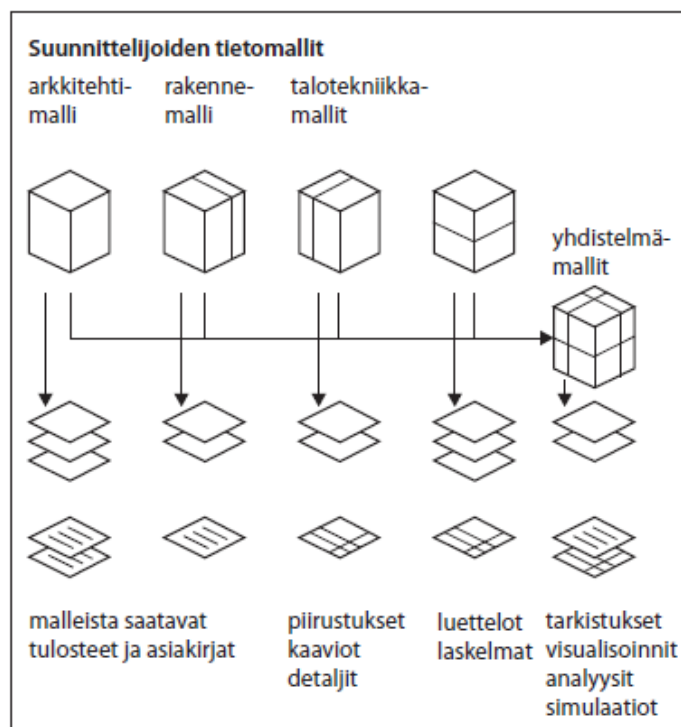 Suunnittelijoiden tietomallit
arkkitehti-
malli
rakenne-
malli
talotekniikka-
mallit
yhdistelmä-
mallit
malleista saatavat
tulosteet ja asiakirjat
piirustukset
kaaviot
detaljit
luettelot
laskelmat
tarkistukset
visualisoinnit
analyysit
simulaatiot